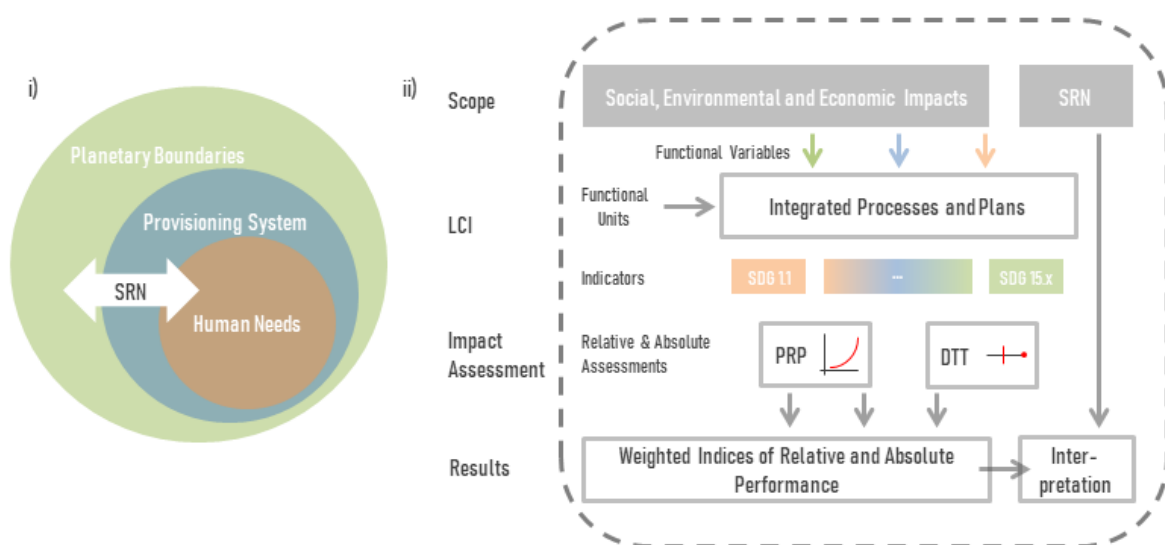 i)
Planetary Boundaries
Provisioning System
SRN
Human Needs
ii)
Scope
Social, Environmental and Economic Impacts
SRN
Functional Variables
LCI
Functional
Units
Integrated Processes and Plans
Indicators
SDG 1.1
...
SDG 15.x
Impact
Assessment
Relative & Absolute
Assessments
PRP
DTT
Results
Weighted Indices of Relative and Absolute
Performance
Inter-
pretation